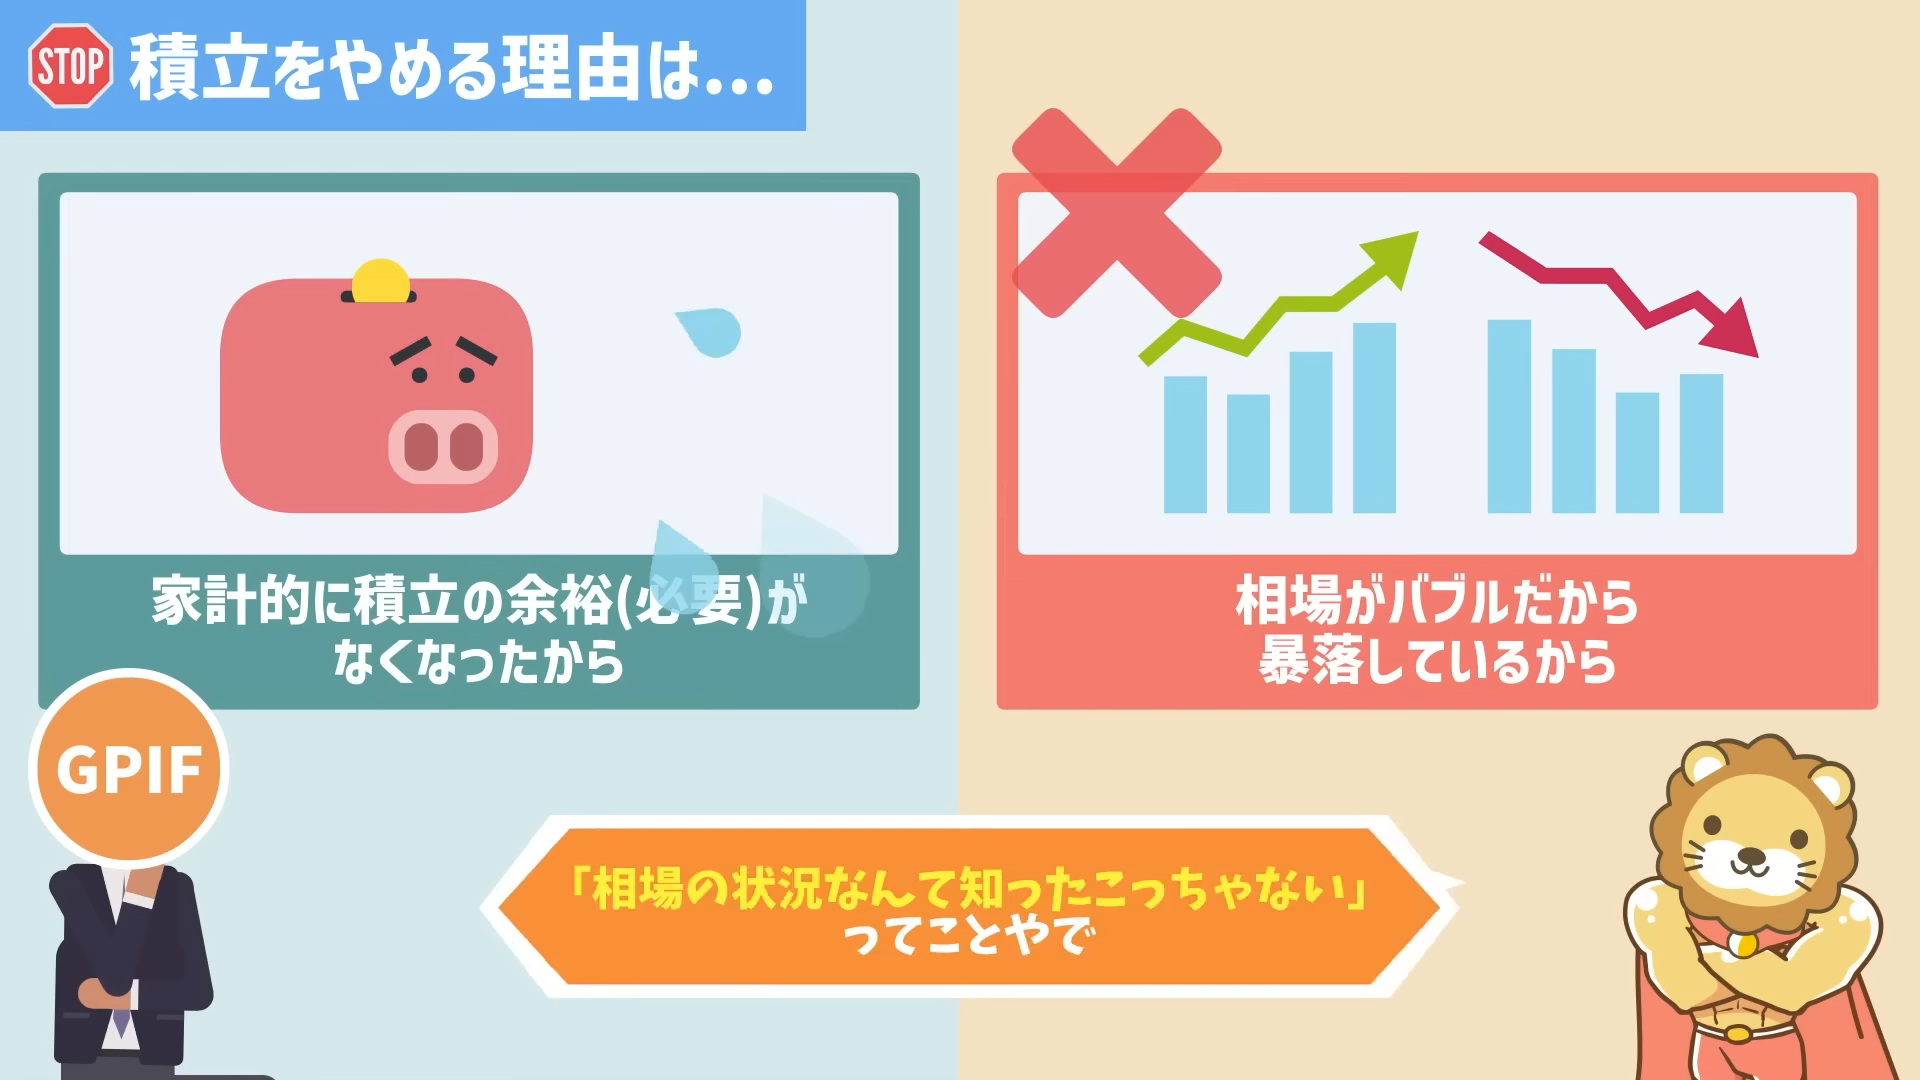 STOP 積立をやめる理由は...
家計的に積立の余裕(必要)が
なくなったから
相場がバブルだから
暴落しているから
GPIF
「相場の状況なんて知ったこっちゃない」
ってことやで